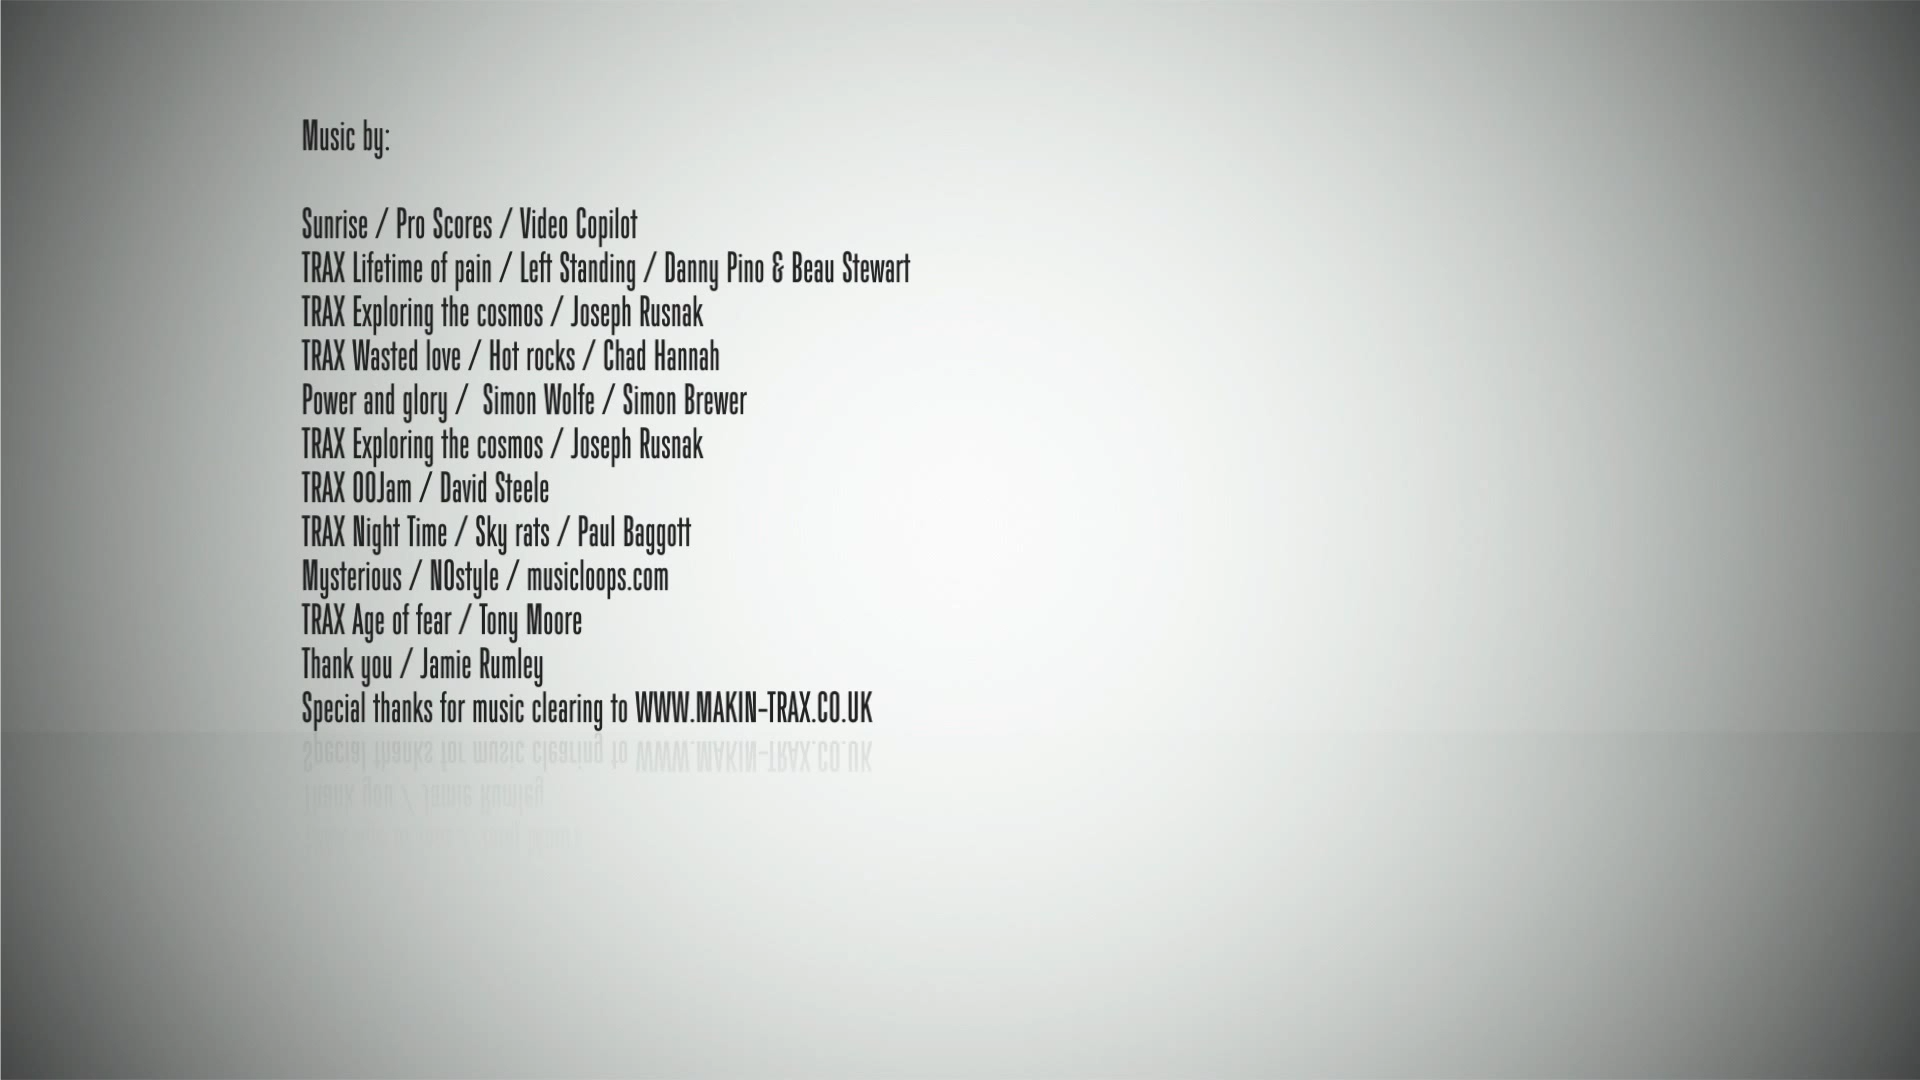 Music by:
Sunrise / Pro Scores / Video Copilot
TRAX Lifetime of pain / Left Standing / Danny Pino & Beau Stewart
TRAX Exploring the cosmos / Joseph Rusnak
TRAX Wasted love / Hot rocks / Chad Hannah
Power and glory /  Simon Wolfe / Simon Brewer
TRAX Exploring the cosmos / Joseph Rusnak
TRAX OOJam / David Steele
TRAX Night Time / Sky rats / Paul Baggott
Mysterious / NOstyle / musicloops.com
TRAX Age of fear / Tony Moore
Thank you / Jamie Rumley
Special thanks for music clearing to WWW.MAKIN-TRAX.CO.UK